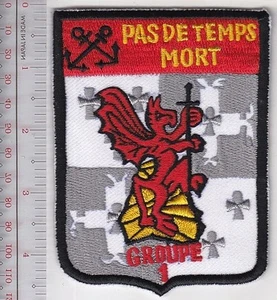 PAS DE TEMPS
MORT
GROUPE
1